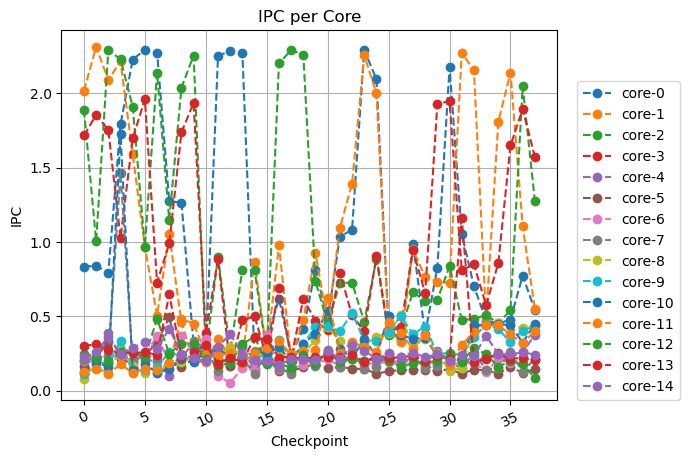 IPC per Core
2.0
1.5
1.0
0.5
0.0
IPC
0
5
10
15
20
25
30
35
Checkpoint
core-0
core-1
core-2
core-3
core-4
core-5
core-6
core-7
core-8
core-9
core-10
core-11
core-12
core-13
core-14